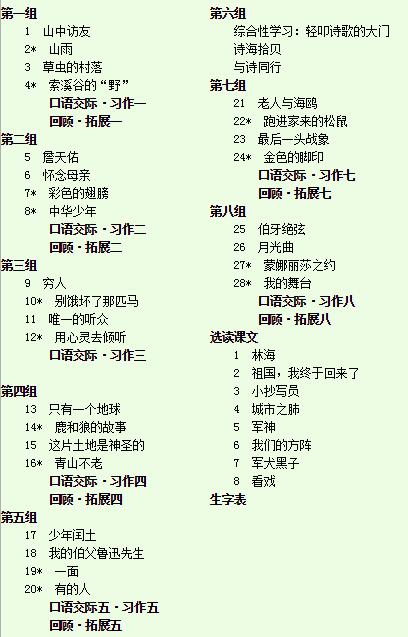 第一组
1 山中访友
2* 山雨
3 草虫的村落
4* 索溪谷的“野”
口语交际·习作一
回顾·拓展一
第二组
5 詹天佑
6 怀念母亲
7* 彩色的翅膀
8* 中华少年
口语交际·习作二
回顾·拓展二
第三组
9 穷人
10* 别饿坏了那匹马
11 唯一的听众
12* 用心灵去倾听
口语交际·习作三
第四组
13 只有一个地球
14* 鹿和狼的故事
15 这片土地是神圣的
16* 青山不老
口语交际·习作四
回顾·拓展四
第五组
17 少年闰土
18 我的伯父鲁迅先生
19* 一面
20* 有的人
口语交际五·习作五
回顾·拓展五
第六组
综合性学习：轻叩诗歌的大门
诗海拾贝
与诗同行
第七组
21 老人与海鸥
22* 跑进家来的松鼠
23 最后一头战象
24* 金色的脚印
口语交际·习作七
回顾·拓展七
第八组
25 伯牙绝弦
26 月光曲
27* 蒙娜丽莎之约
28* 我的舞台
口语交际·习作八
回顾·拓展八
选读课文
1 林海
2 祖国，我终于回来了
3 小抄写员
4 城市之肺
5 军神
6 我们的方阵
7 军犬黑子
8 看戏
生字表